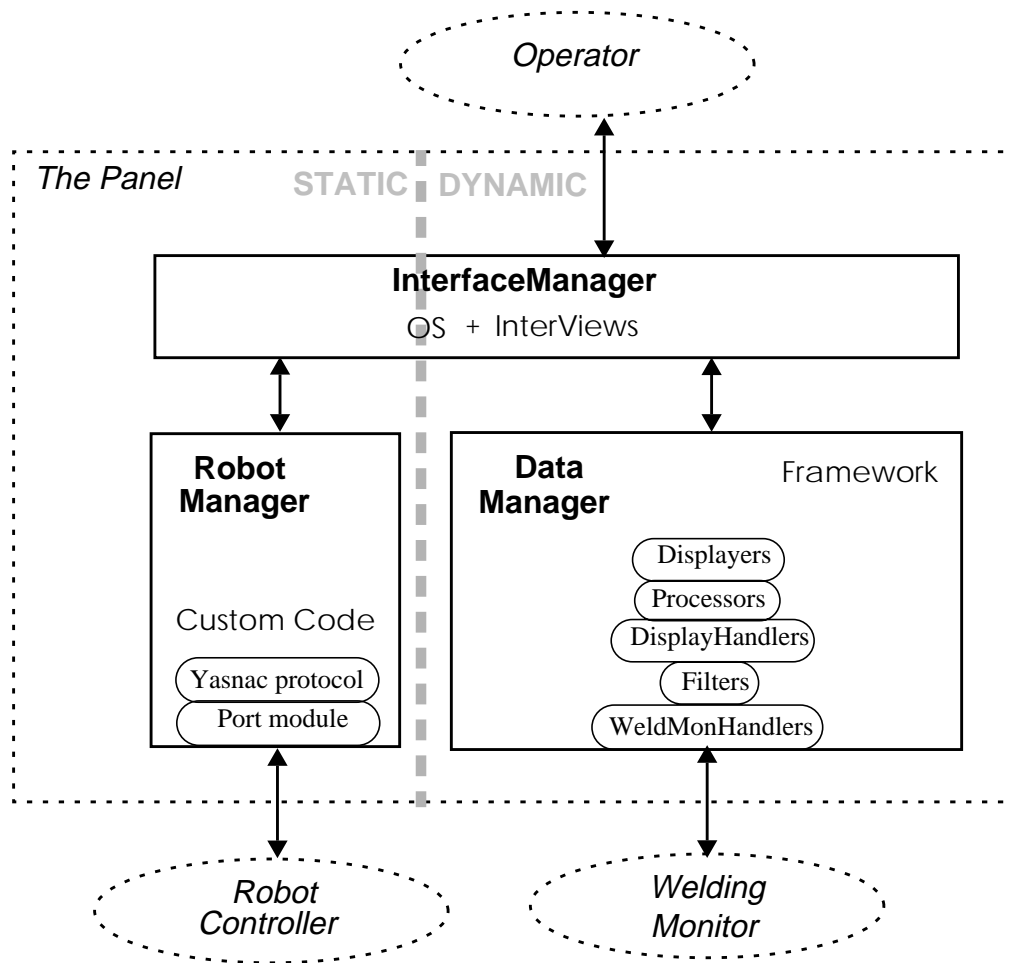 Operator
The Panel
STATIC DYNAMIC
InterfaceManager
OS + InterViews
Robot
Manager
Custom Code
Yasnac protocol
Port module
Data
Manager
Framework
Displayers
Processors
DisplayHandlers
Filters
WeldMonHandlers
Robot
Controller
Welding
Monitor